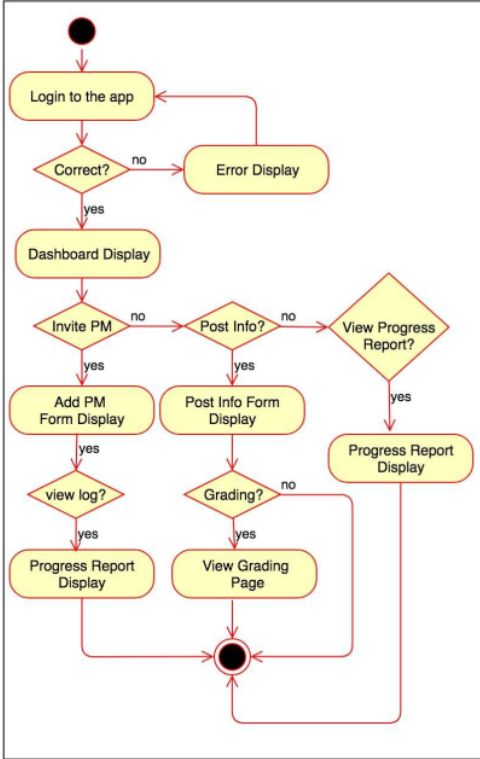 Login to the app
Correct?
no
Error Display
yes
Dashboard Display
Invite PM
no
Post Info?
no
View Progress
Report?
yes
yes
yes
Add PM
Form Display
Post Info Form
Display
Progress Report
Display
yes
view log?
Grading?
no
yes
yes
Progress Report
Display
View Grading
Page